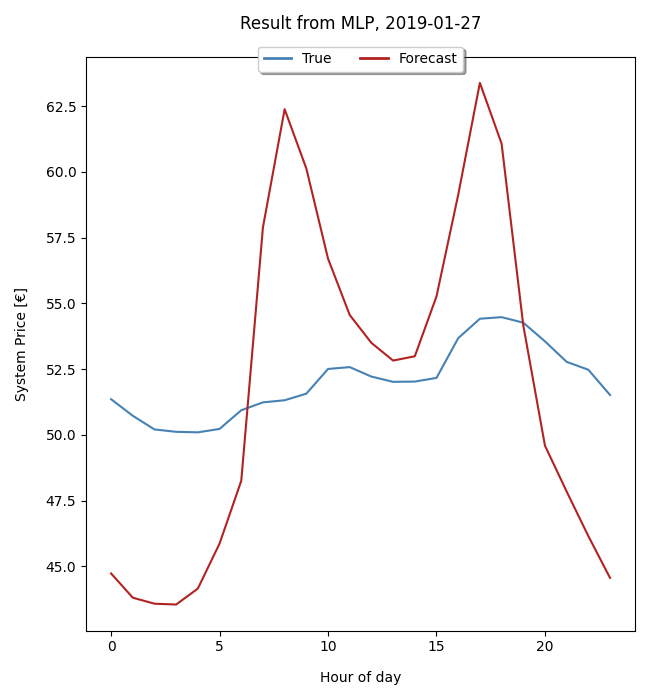 Result from MLP, 2019-01-27
True Forecast
62.5
60.0
57.5
55.0
52.5
50.0
47.5
45.0
System Price [€]
0 5 10 15 20
Hour of day